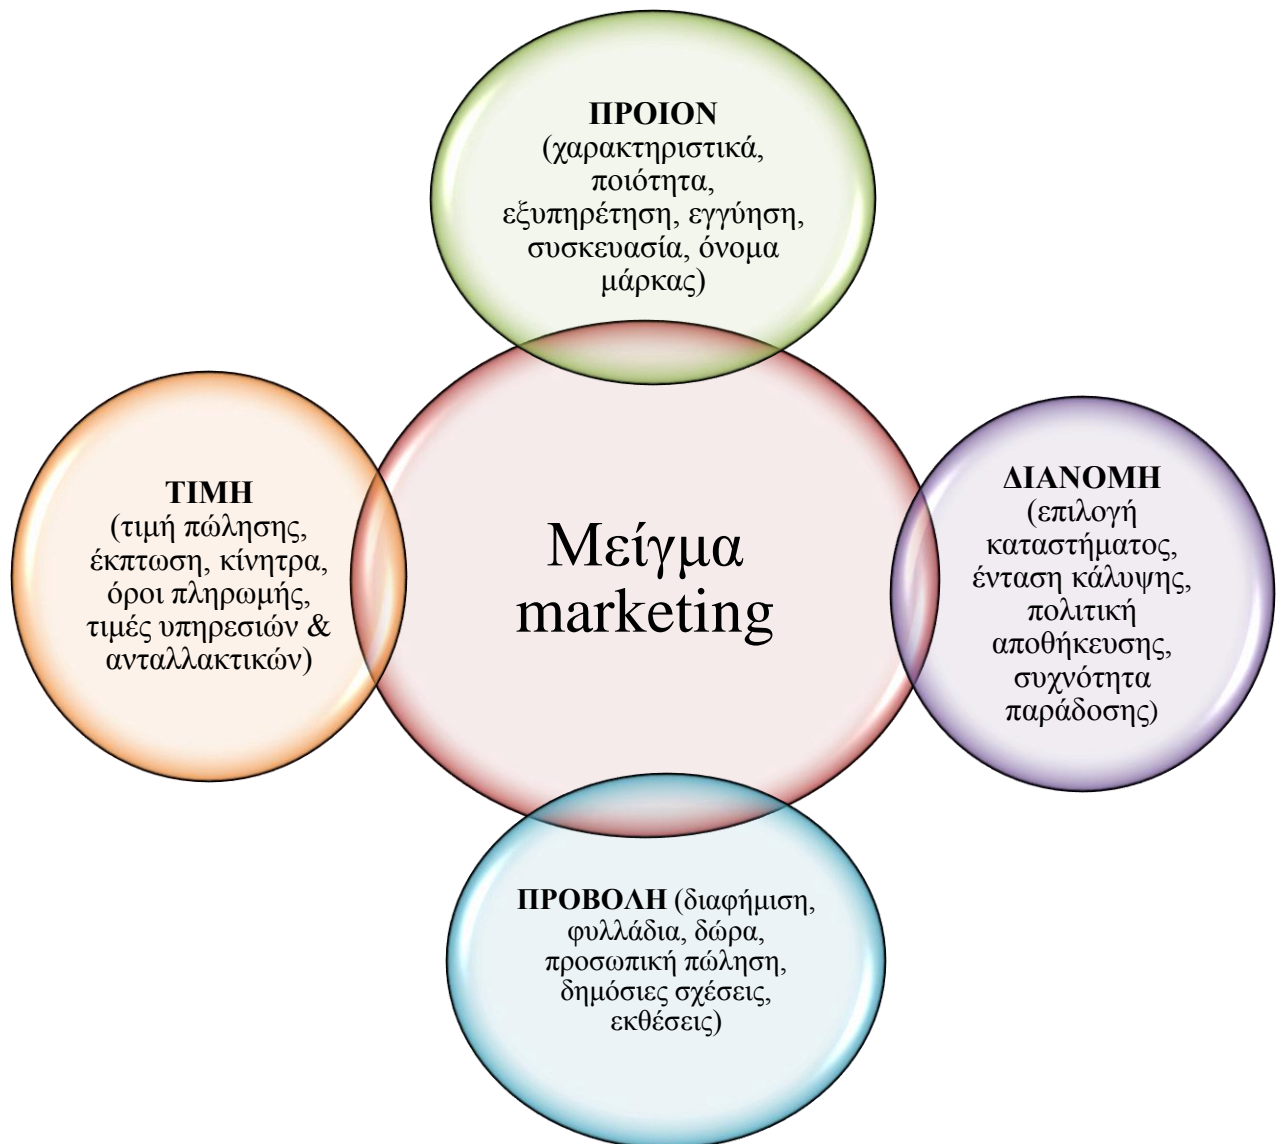 ΠΡΟΙΟΝ
(χαρακτηριστικά,
ποιότητα,
εξυπηρέτηση, εγγύηση,
συσκευασία, όνομα
μάρκας)
ΤΙΜΗ
(τιμή πώλησης,
έκπτωση, κίνητρα,
όροι πληρωμής,
τιμές υπηρεσιών &
ανταλλακτικών)
Μείγμα
marketing
ΔΙΑΝΟΜΗ
(επιλογή
καταστήματος,
ένταση κάλυψης,
πολιτική
αποθήκευσης,
συχνότητα
παράδοσης)
ΠΡΟΒΟΛΗ (διαφήμιση,
φυλλάδια, δώρα,
προσωπική πώληση,
δημόσιες σχέσεις,
εκθέσεις)